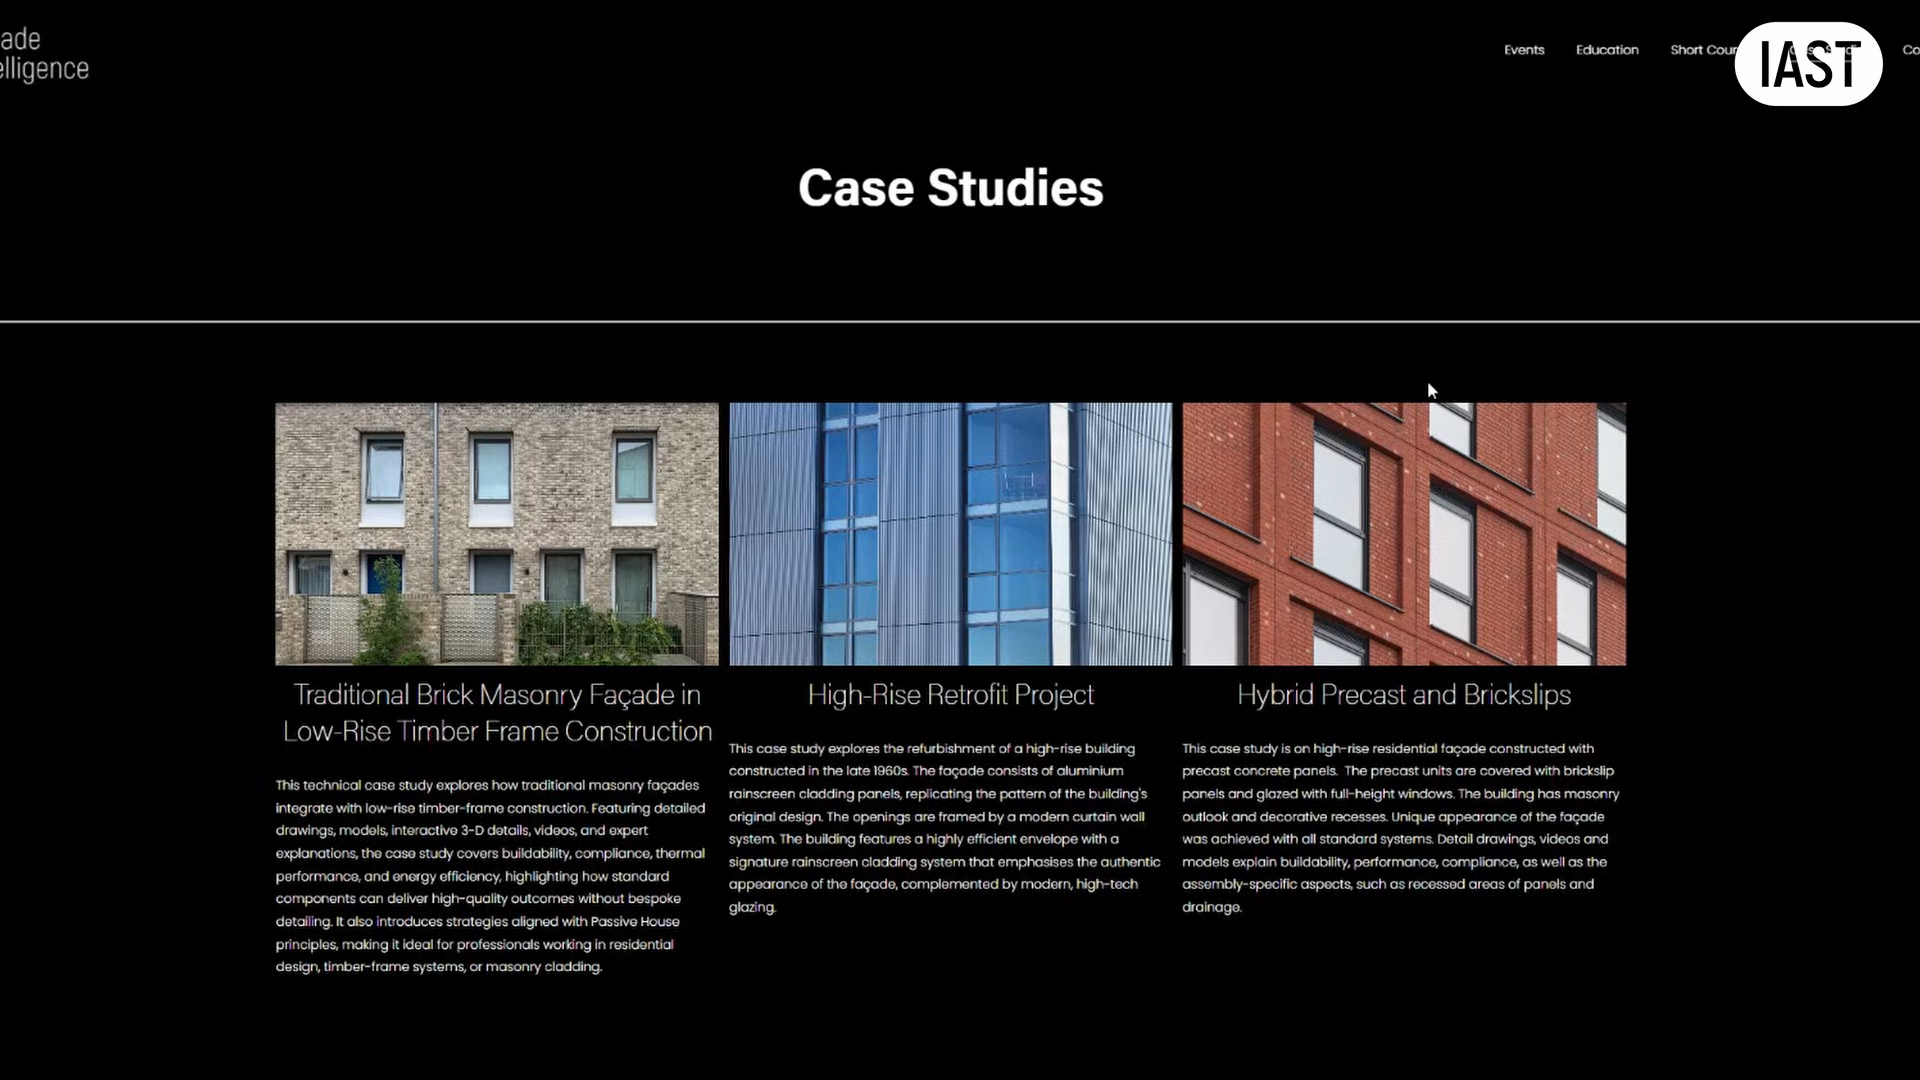 ade
elligence
Events Education Short Cour
IAST
Case Studies
Traditional Brick Masonry Façade in
Low-Rise Timber Frame Construction
This technical case study explores how traditional masonry façades
integrate with low-rise timber-frame construction. Featuring detailed
drawings, models, interactive 3-D details, videos, and expert
explanations, the case study covers buildability, compliance, thermal
performance, and energy efficiency, highlighting how standard
components can deliver high-quality outcomes without bespoke
detailing. It also introduces strategies aligned with Passive House
principles, making it ideal for professionals working in residential
design, timber-frame systems, or masonry cladding.
High-Rise Retrofit Project
This case study explores the refurbishment of a high-rise building
constructed in the late 1960s. The façade consists of aluminium
rainscreen cladding panels, replicating the pattern of the building's
original design. The openings are framed by a modern curtain wall
system. The building features a highly efficient envelope with a
signature rainscreen cladding system that emphasises the authentic
appearance of the façade, complemented by modern, high-tech
glazing.
Hybrid Precast and Brickslips
This case study is on high-rise residential façade constructed with
precast concrete panels. The precast units are covered with brickslip
panels and glazed with full-height windows. The building has masonry
outlook and decorative recesses. Unique appearance of the façade
was achieved with all standard systems. Detail drawings, videos and
models explain buildability, performance, compliance, as well as the
assembly-specific aspects, such as recessed areas of panels and
drainage.